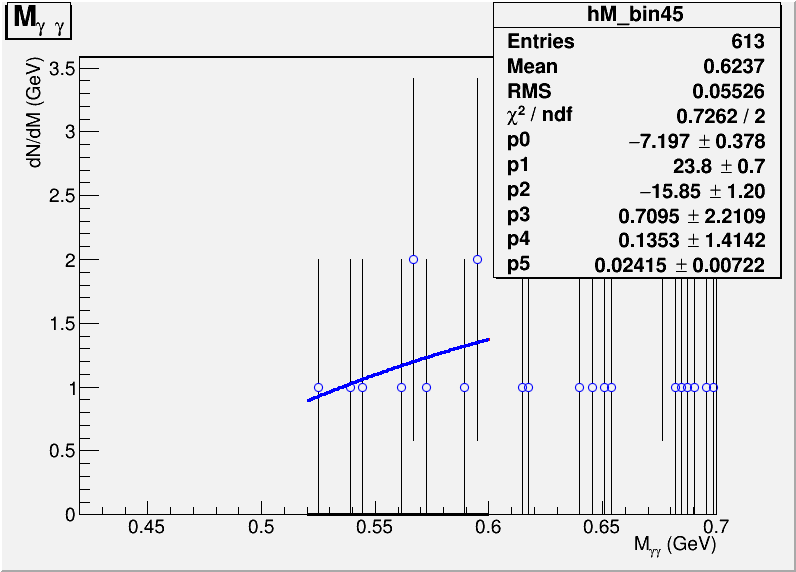 M γ γ
hM_bin45
Entries 613
Mean 0.6237
RMS 0.05526
χ² / ndf 0.7262 / 2
p0 −7.197 ± 0.378
p1 23.8 ± 0.7
p2 −15.85 ± 1.20
p3 0.7095 ± 2.2109
p4 0.1353 ± 1.4142
p5 0.02415 ± 0.00722
dN/dM (GeV)
3.5
3
2.5
2
1.5
1
0.5
0
0.45 0.5 0.55 0.6 0.65 0.7
Mγγ (GeV)